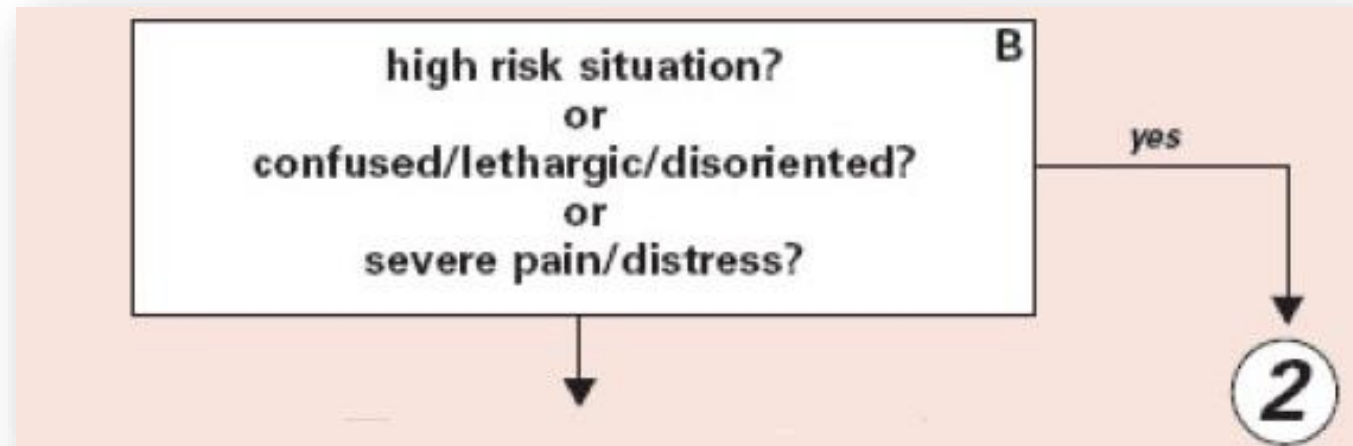 B
high risk situation?
or
confused/lethargic/disoriented?
or
severe pain/distress?
yes
2